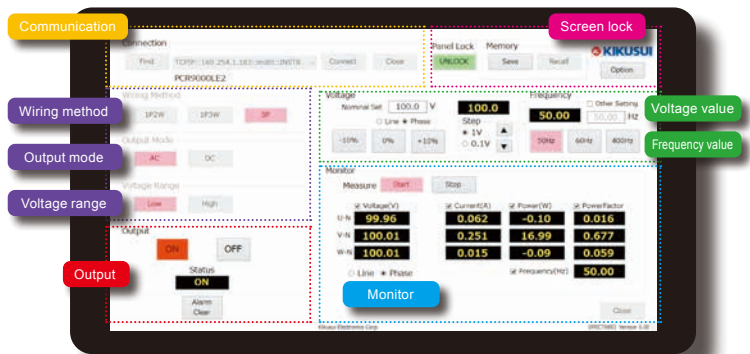 Communication
Screen lock
Connection
Find
Connect
Close
PCR9000LE2
Panel Lock
UNLOCK
Memory
Save
Recall
KIKUSUI
Option
Wiring method
Wiring Method
1P2W
1P3W
3P
Output mode
Output Mode
AC
DC
Voltage range
Voltage Range
Low
High
Voltage
Nominal Set 100.0 V
Line Phase
-10% 0% +10%
100.0
Step
1V
0.1V
Frequency
50.00
Other Setting
50.00 Hz
50Hz 60Hz 400Hz
Voltage value
Frequency value
Output
Output
ON
OFF
Status
ON
Alarm
Clear
Monitor
Measure Start Stop
Voltage(V) Current(A) Power(W) PowerFactor
U-N 99.96 0.062 -0.10 0.016
V-N 100.01 0.251 16.99 0.677
W-N 100.01 0.015 -0.09 0.059
Line Phase
Frequency(Hz) 50.00
Monitor
Close
Kikusui Electronics Corp.